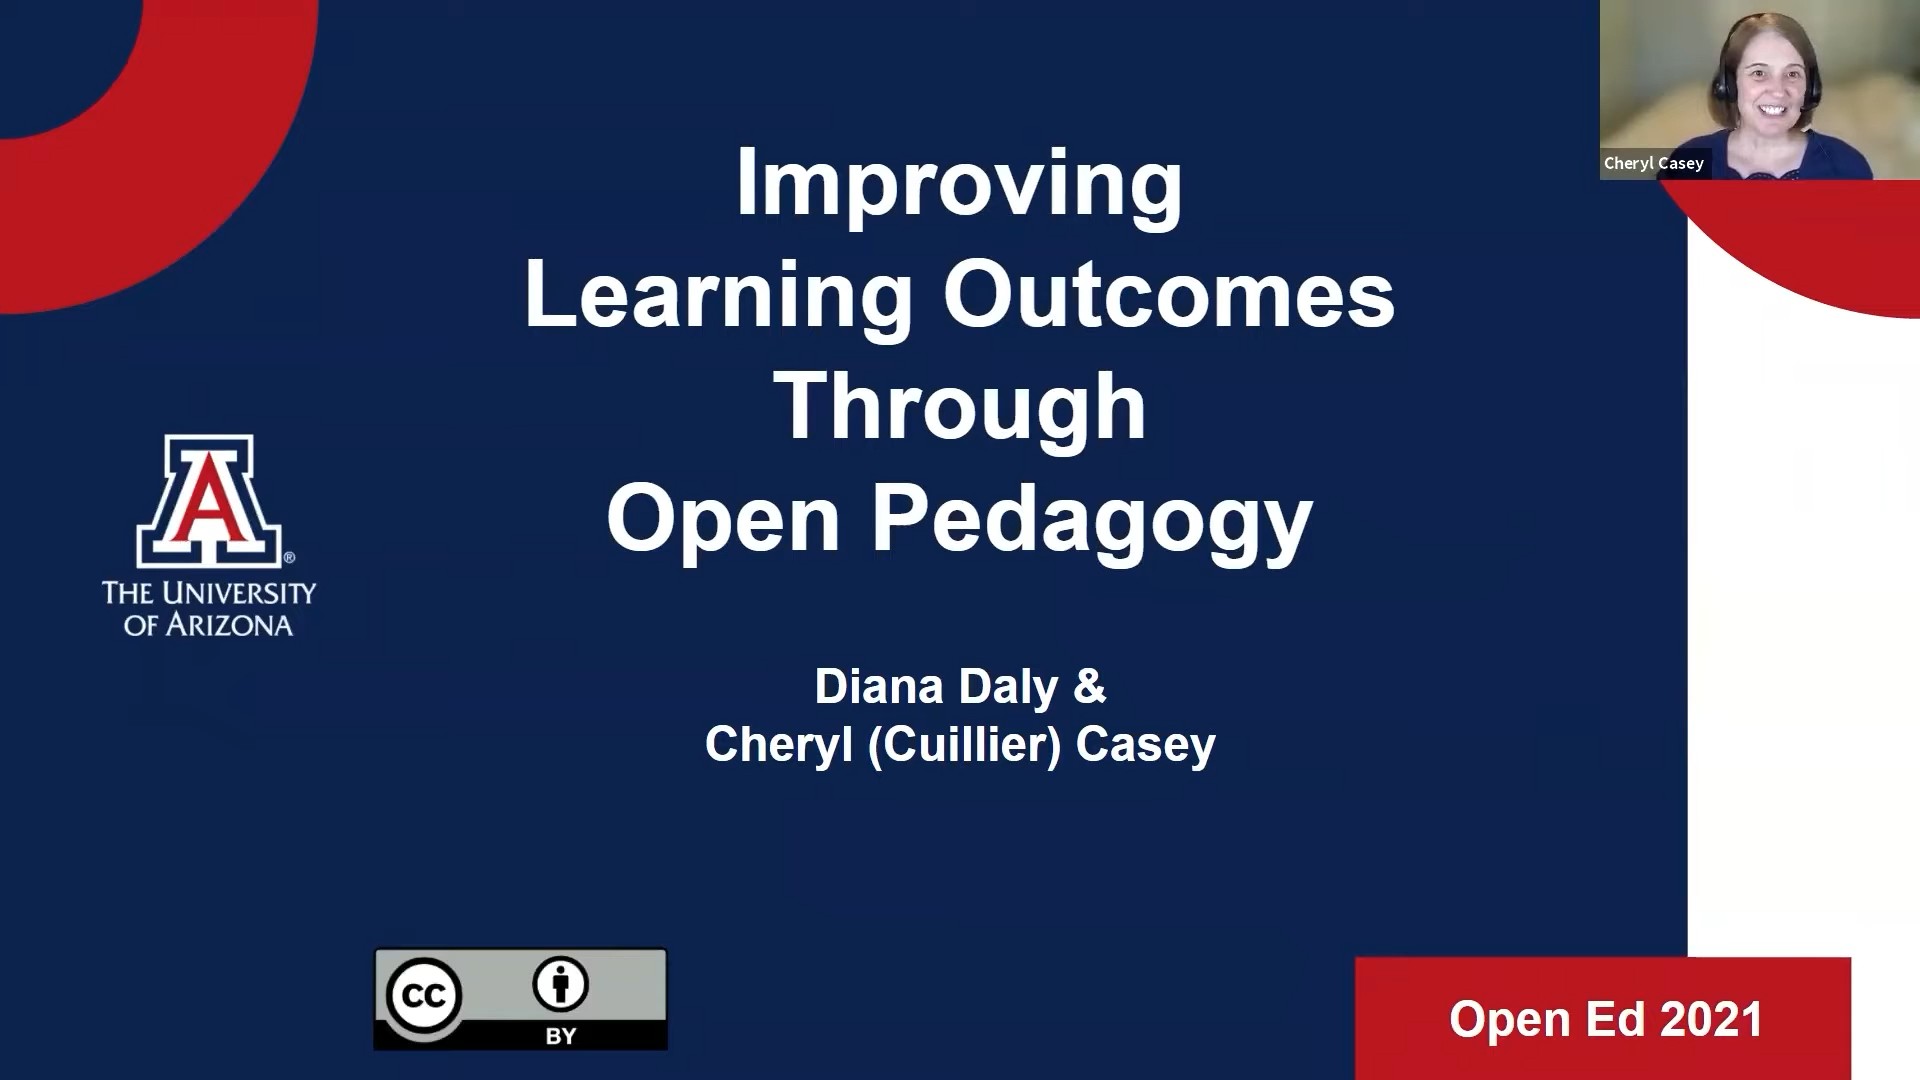 Cheryl Casey
Improving
Learning Outcomes
Through
Open Pedagogy
A
®
THE UNIVERSITY
OF ARIZONA
Diana Daly &
Cheryl (Cuillier) Casey
cc
BY
Open Ed 2021